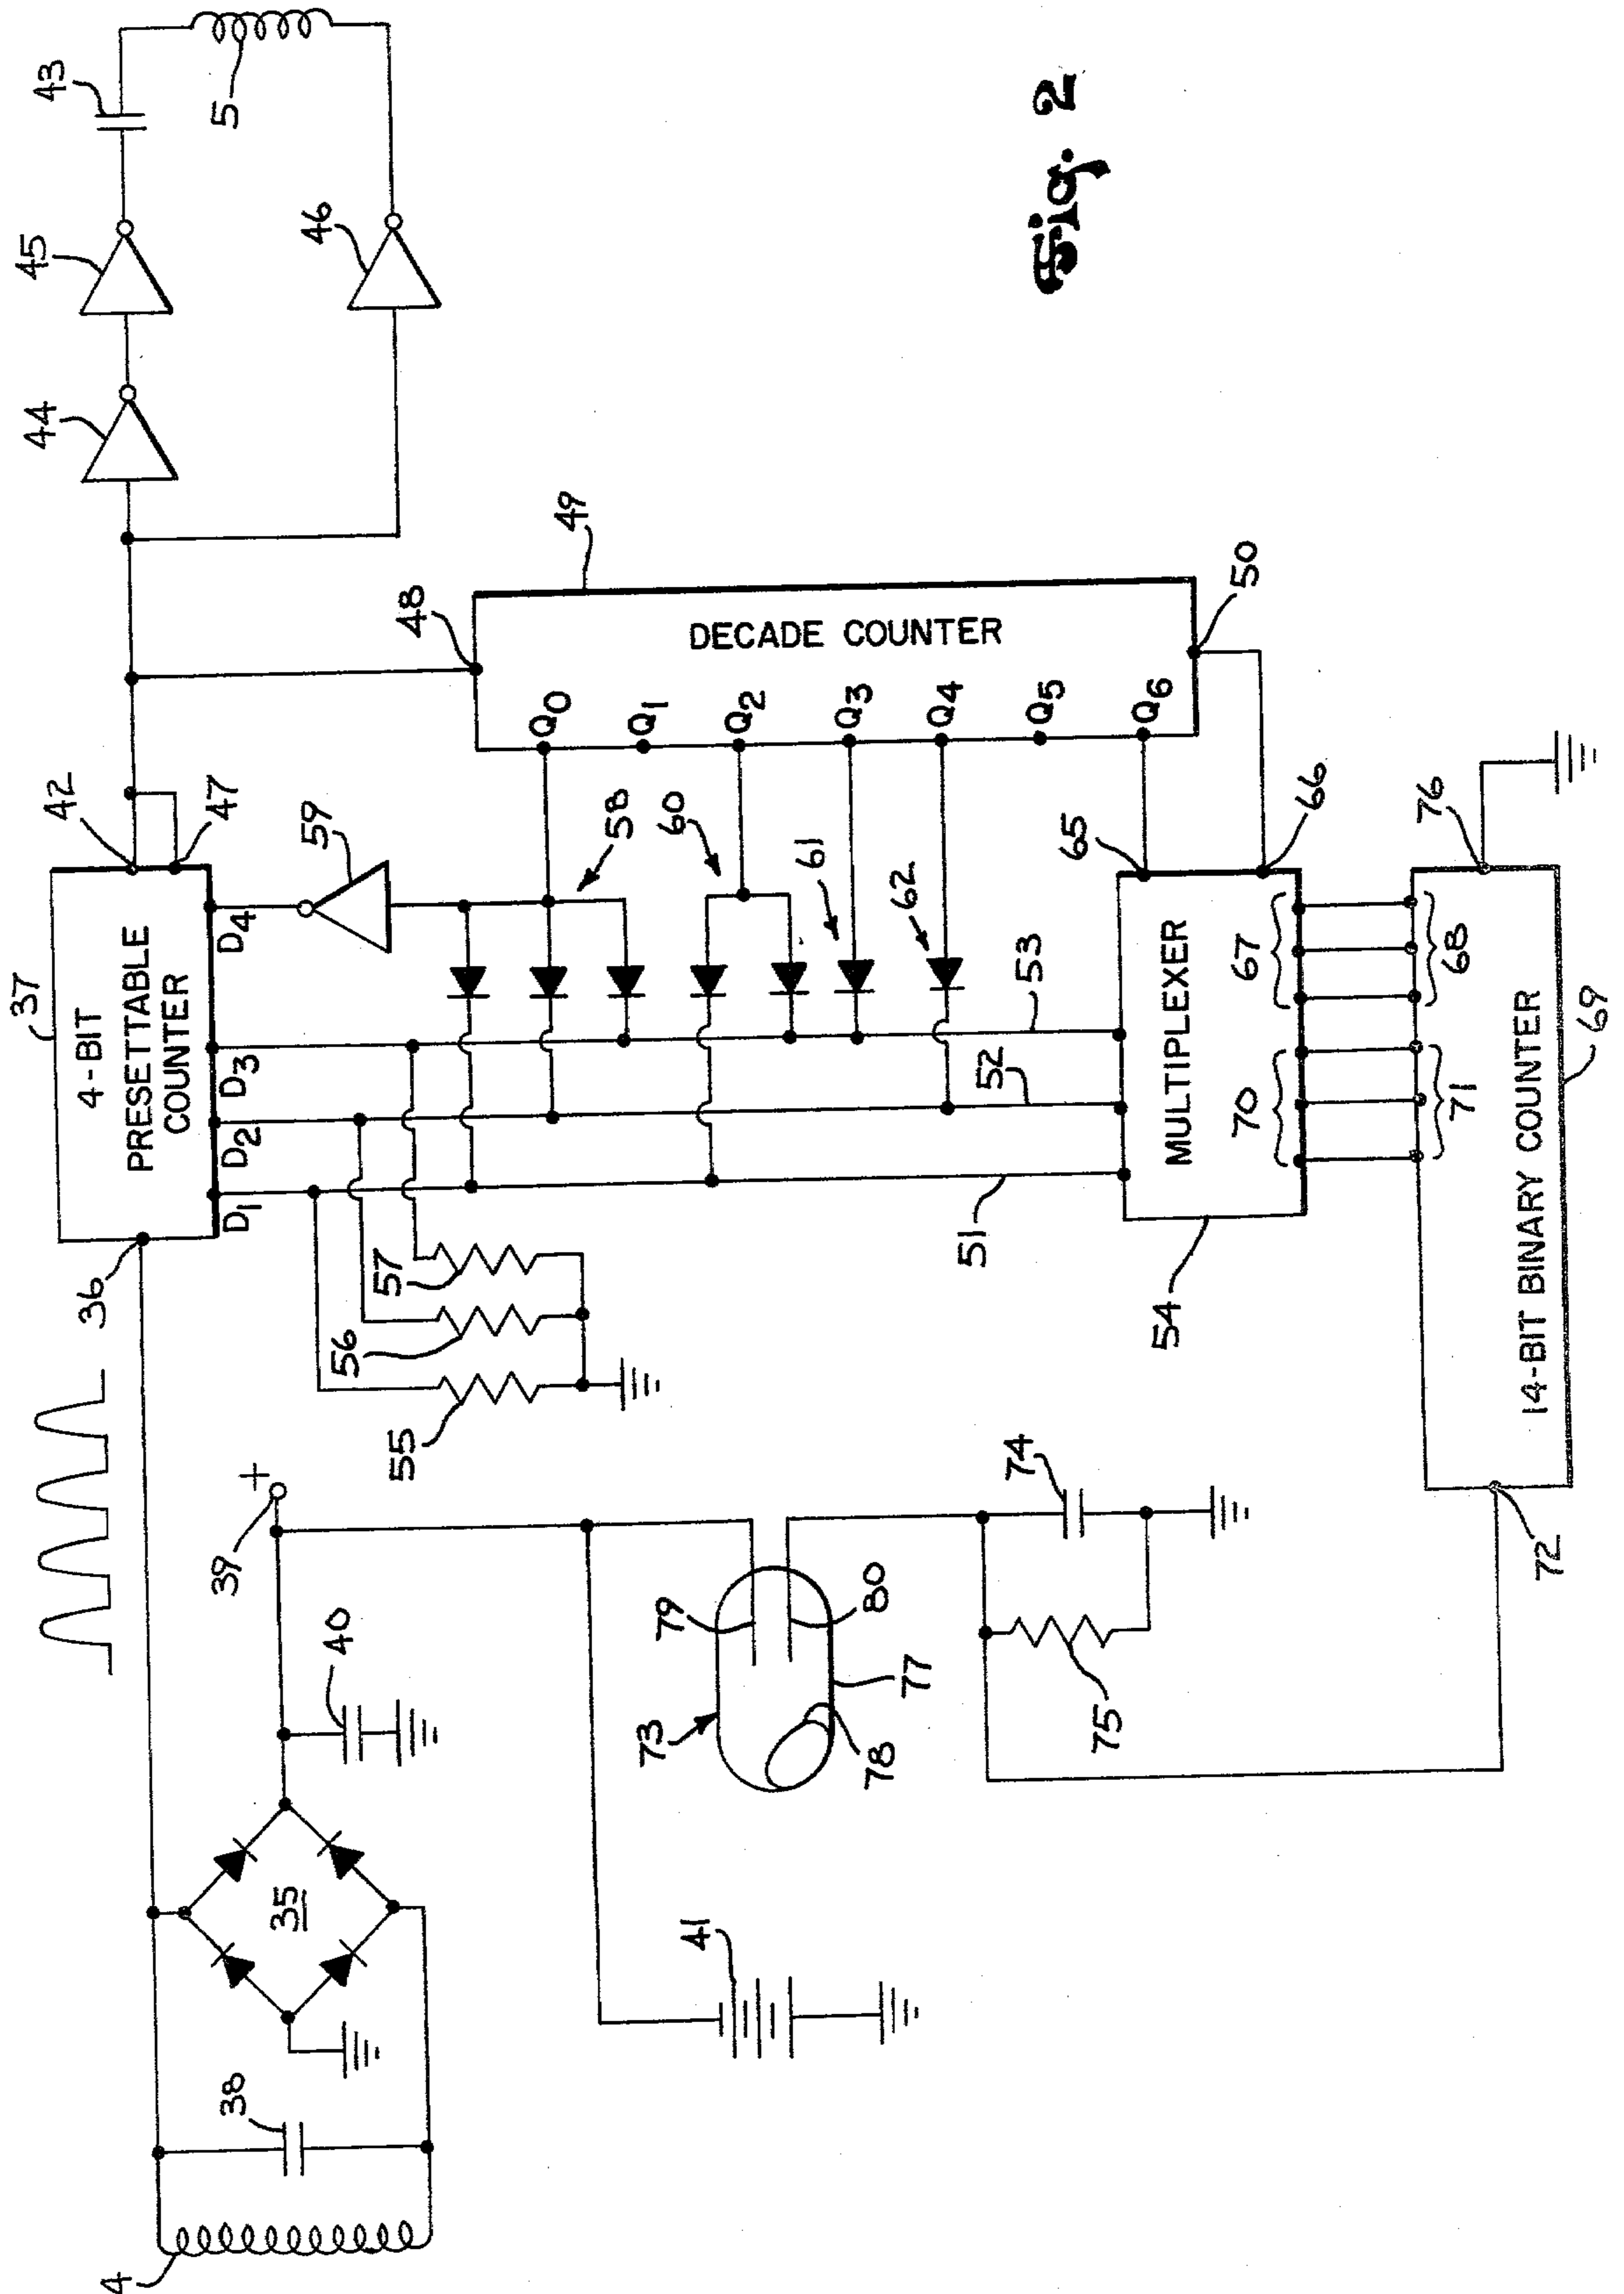 43
5
45
46
44
Fig. 2
49
48
50
DECADE COUNTER
Q0
Q1
Q2
Q3
Q4
Q5
Q6
42
47
37
4-BIT
PRESETTABLE
COUNTER
D4
D3
D2
D1
36
59
58
60
61
62
65
66
76
53
52
51
MULTIPLEXER
67
68
70
71
54
14-BIT BINARY COUNTER
69
72
57
56
55
+
39
40
35
38
4
41
79
80
73
77
78
74
75